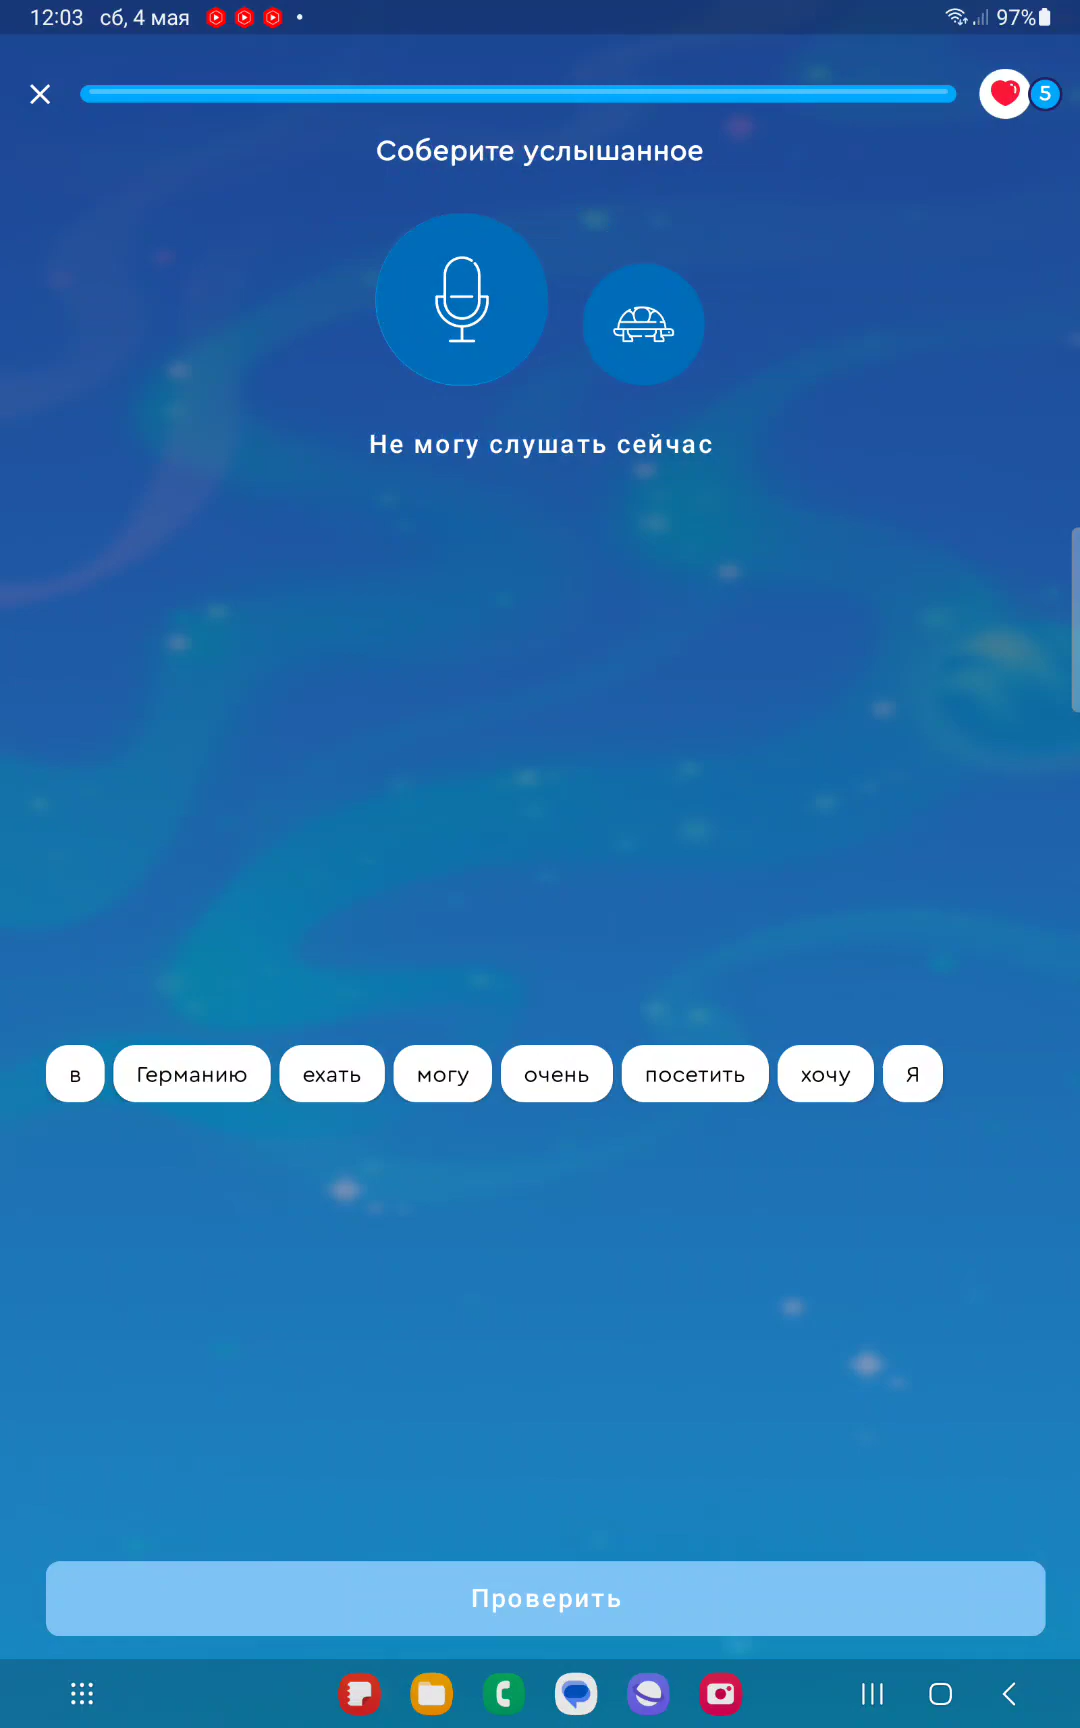 12:03 сб, 4 мая 97%
5
Соберите услышанное
Не могу слушать сейчас
в Германию ехать могу очень посетить хочу Я
Проверить